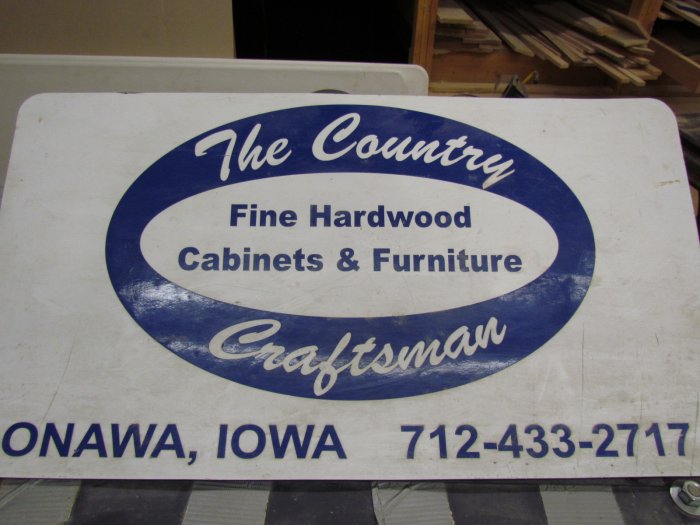 The Country
Fine Hardwood
Cabinets & Furniture
Craftsman
ONAWA, IOWA 712-433-2717